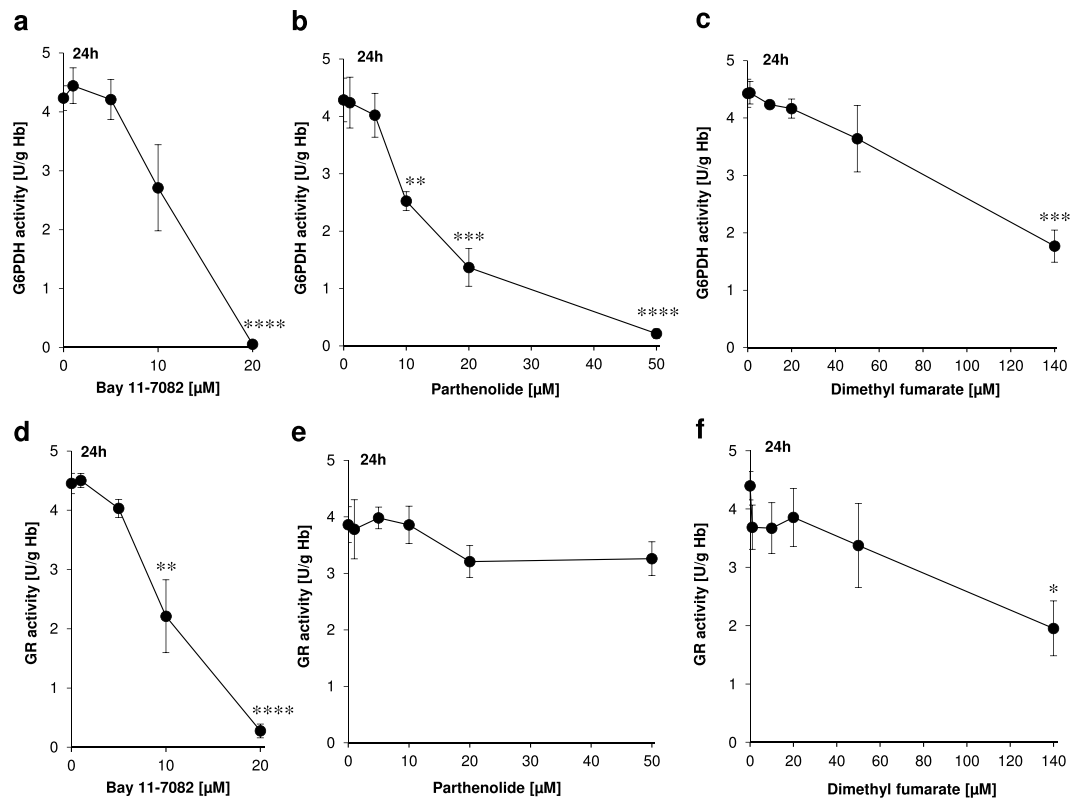 a
24h
5
4
3
2
1
0
G6PDH activity [U/g Hb]
****
0 10 20
Bay 11-7082 [µM]
b
24h
5
4
3
2
1
0
G6PDH activity [U/g Hb]
**
***
****
0 10 20 30 40 50
Parthenolide [µM]
c
24h
5
4
3
2
1
0
G6PDH activity [U/g Hb]
***
0 20 40 60 80 100 120 140
Dimethyl fumarate [µM]
d
24h
5
4
3
2
1
0
GR activity [U/g Hb]
**
****
0 10 20
Bay 11-7082 [µM]
e
24h
5
4
3
2
1
0
GR activity [U/g Hb]
0 10 20 30 40 50
Parthenolide [µM]
f
24h
5
4
3
2
1
0
GR activity [U/g Hb]
*
0 20 40 60 80 100 120 140
Dimethyl fumarate [µM]